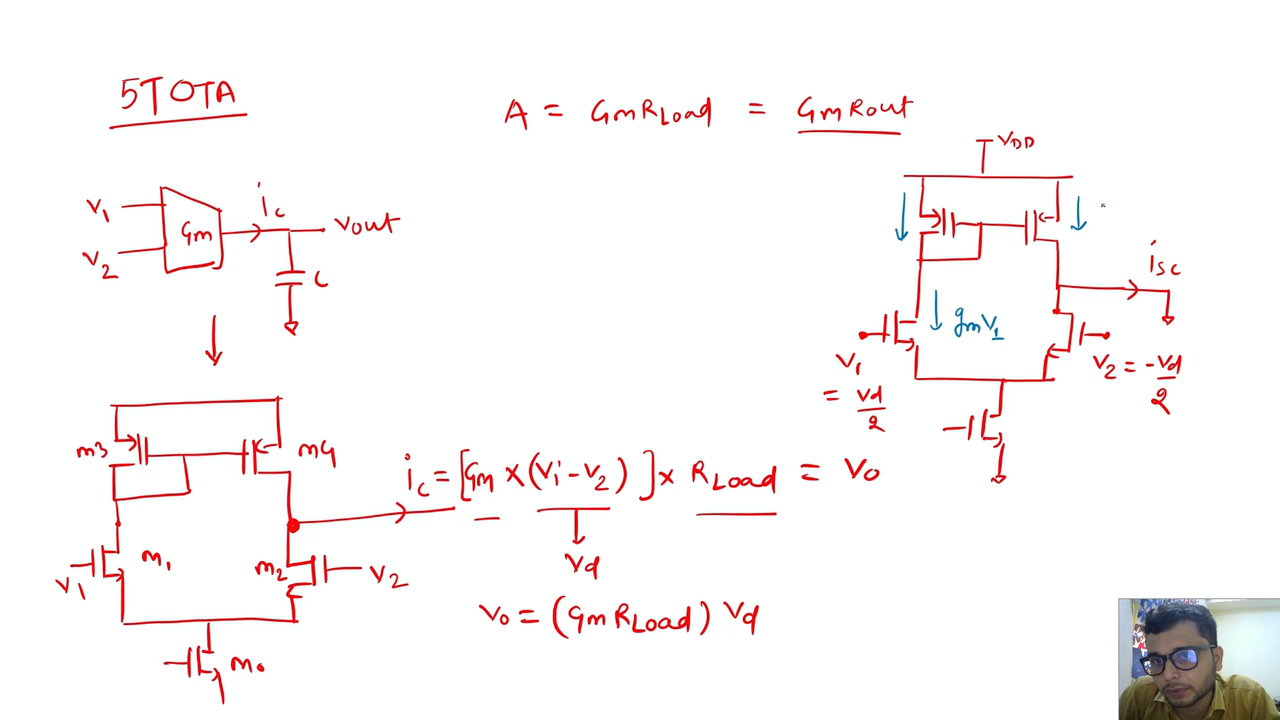 5T OTA
A = GmRLoad = GmRout
V1
V2
Gm
ic
Vout
C
m3
m4
m1
m2
V1
V2
m0
ic = [Gm × (Vi - V2)] × RLoad = Vo
Vd
Vo = (GmRLoad) Vd
VDD
isc
gmV1
V1 = Vd/2
V2 = -Vd/2